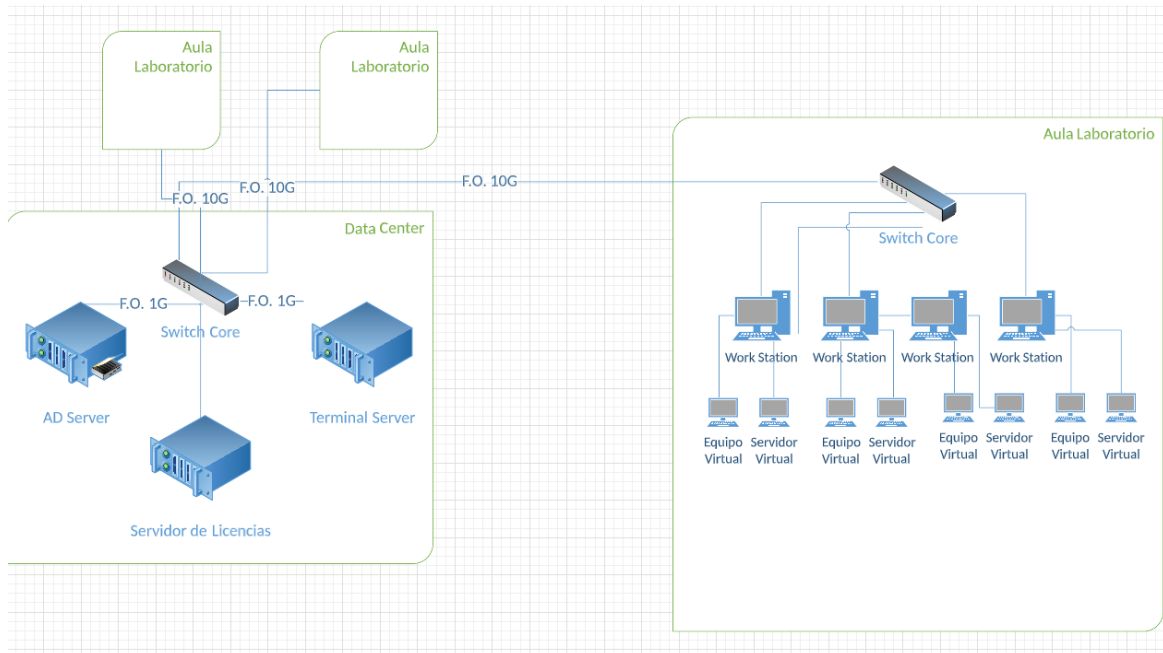 Aula
Laboratorio
Aula
Laboratorio
Aula Laboratorio
F.O. 10G
F.O. 10G
F.O. 10G
Data Center
Switch Core
F.O. 1G
F.O. 1G
Switch Core
AD Server
Terminal Server
Servidor de Licencias
Work Station
Work Station
Work Station
Work Station
Equipo
Virtual
Servidor
Virtual
Equipo
Virtual
Servidor
Virtual
Equipo
Virtual
Servidor
Virtual
Equipo
Virtual
Servidor
Virtual